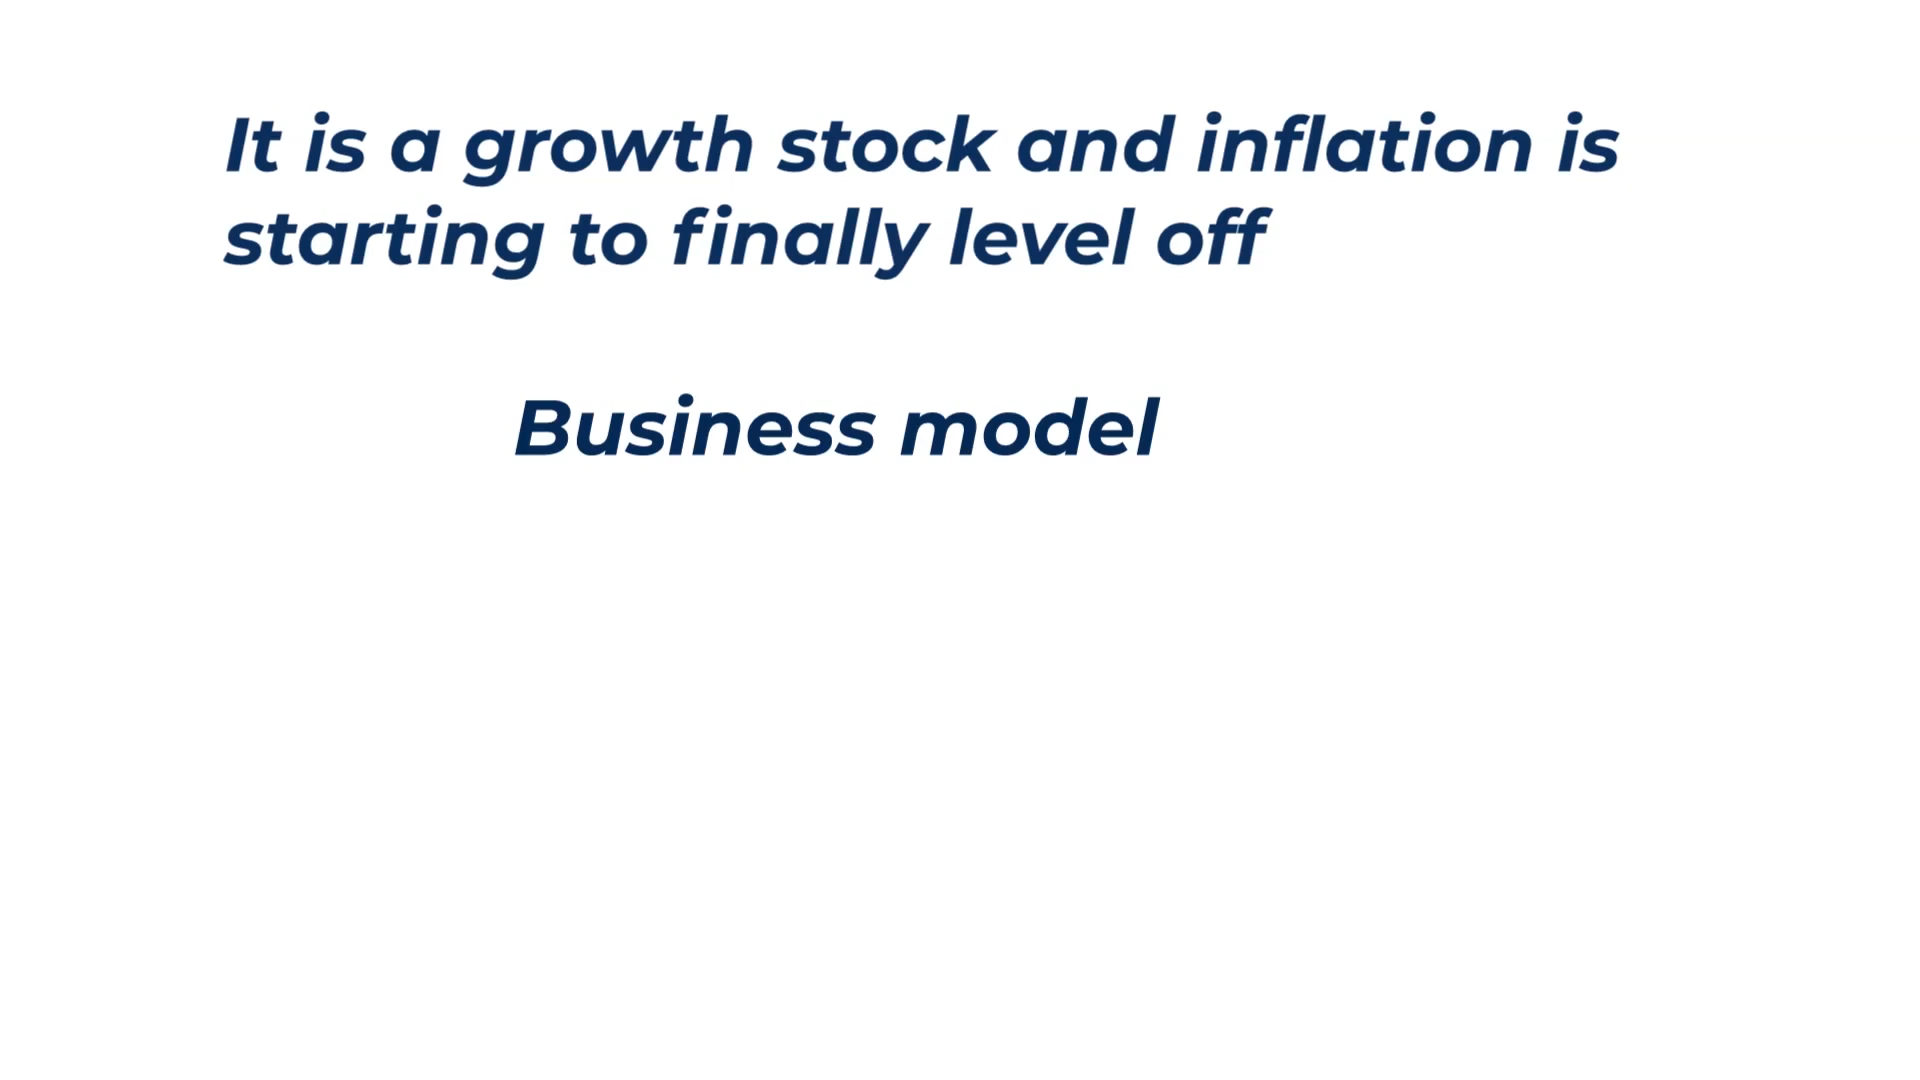 It is a growth stock and inflation is
starting to finally level off
Business model